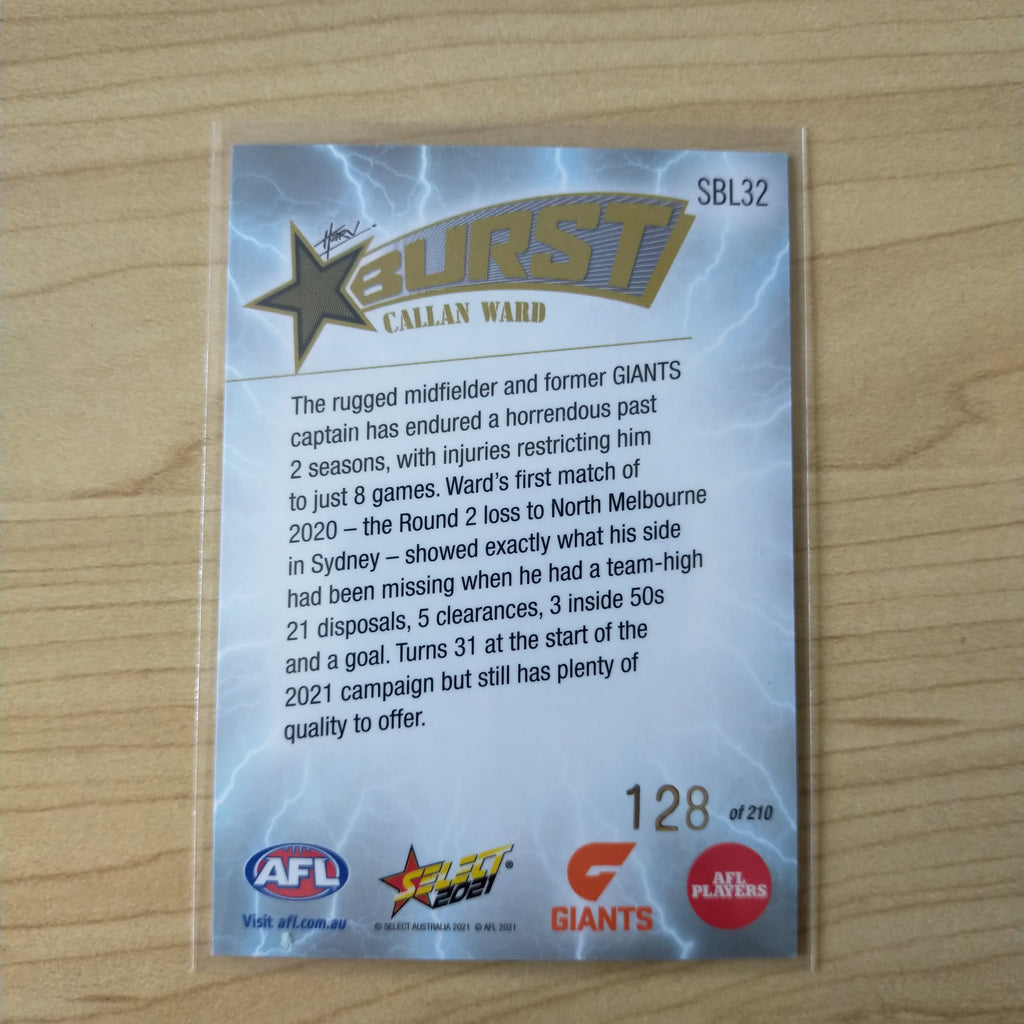 SBL32
HERV
BURST
CALLAN WARD
The rugged midfielder and former GIANTS
captain has endured a horrendous past
2 seasons, with injuries restricting him
to just 8 games. Ward's first match of
2020 – the Round 2 loss to North Melbourne
in Sydney – showed exactly what his side
had been missing when he had a team-high
21 disposals, 5 clearances, 3 inside 50s
and a goal. Turns 31 at the start of the
2021 campaign but still has plenty of
quality to offer.
128 of 210
AFL
Visit afl.com.au
SELECT®
2021
© SELECT AUSTRALIA 2021 © AFL 2021
GIANTS
AFL
PLAYERS